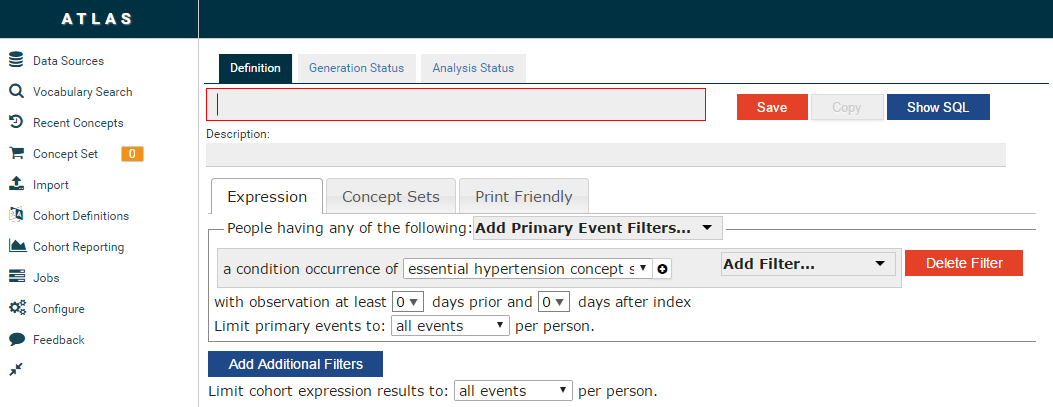 ATLAS
Data Sources
Vocabulary Search
Recent Concepts
Concept Set 0
Import
Cohort Definitions
Cohort Reporting
Jobs
Configure
Feedback
Definition Generation Status Analysis Status
Save Copy Show SQL
Description:
Expression Concept Sets Print Friendly
People having any of the following: Add Primary Event Filters...
a condition occurrence of essential hypertension concept s Add Filter... Delete Filter
with observation at least 0 days prior and 0 days after index
Limit primary events to: all events per person.
Add Additional Filters
Limit cohort expression results to: all events per person.